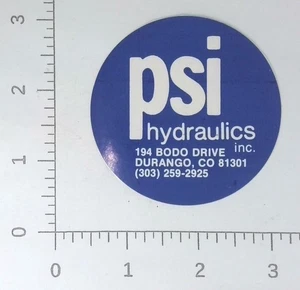 psi
hydraulics
inc.
194 BODO DRIVE
DURANGO, CO 81301
(303) 259-2925
3
2
1
0
0
1
2
3